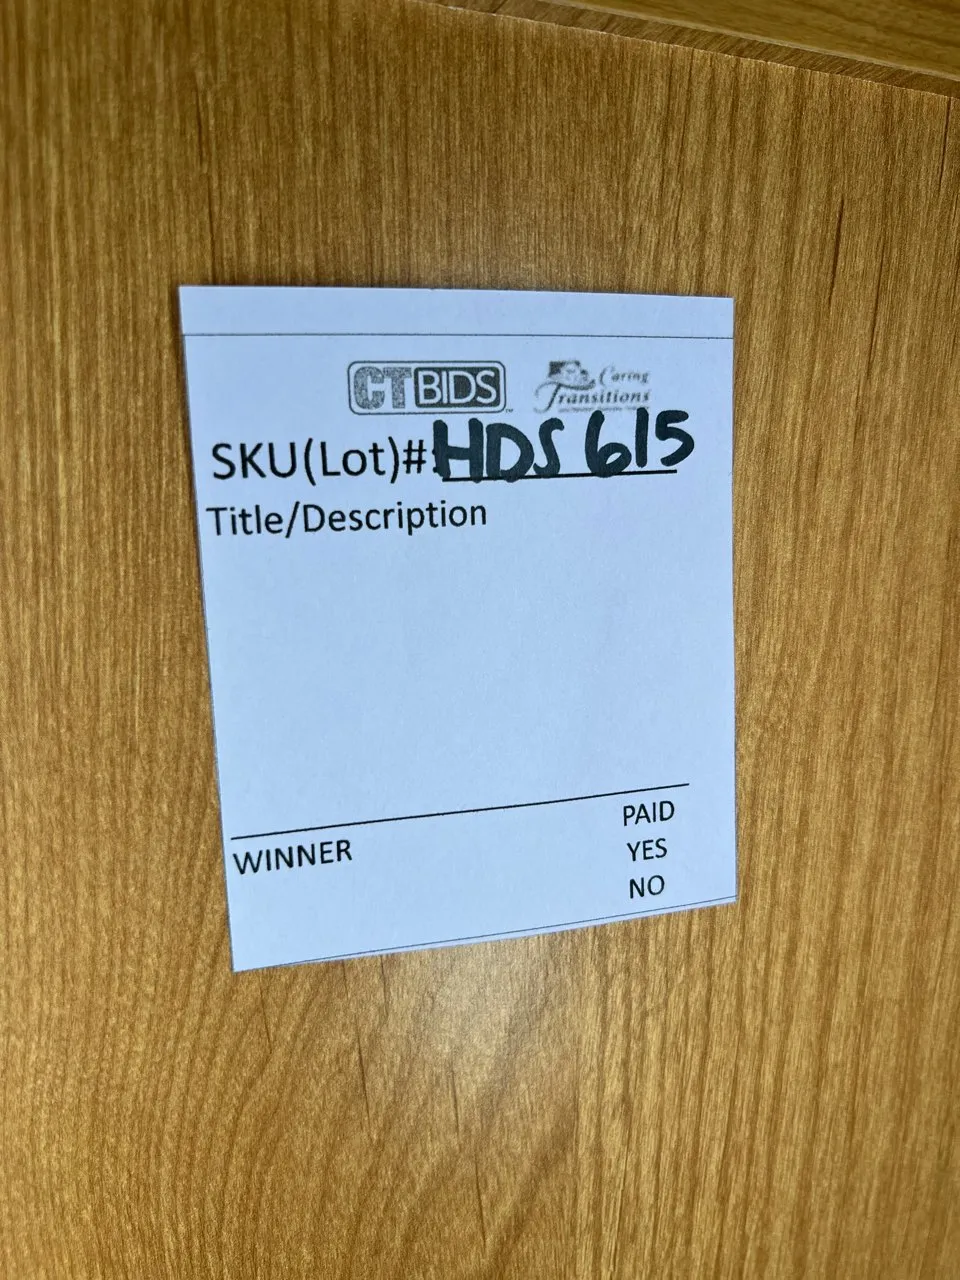 CTBIDS
Caring
Transitions
SKU(Lot)#: HDS 615
Title/Description
WINNER
PAID
YES
NO